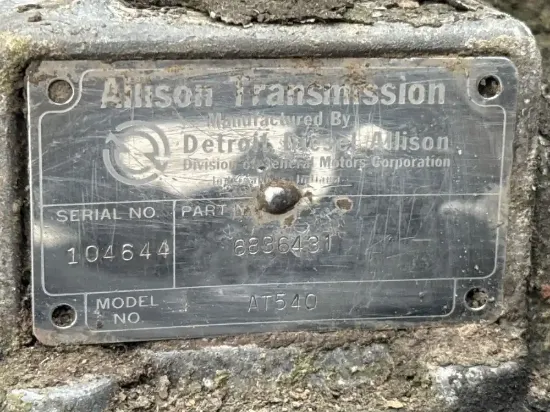 Allison Transmission
Manufactured By
Detroit Diesel Allison
Division of General Motors Corporation
Indiana
SERIAL NO. PART N
104644 6836431
MODEL NO. AT540